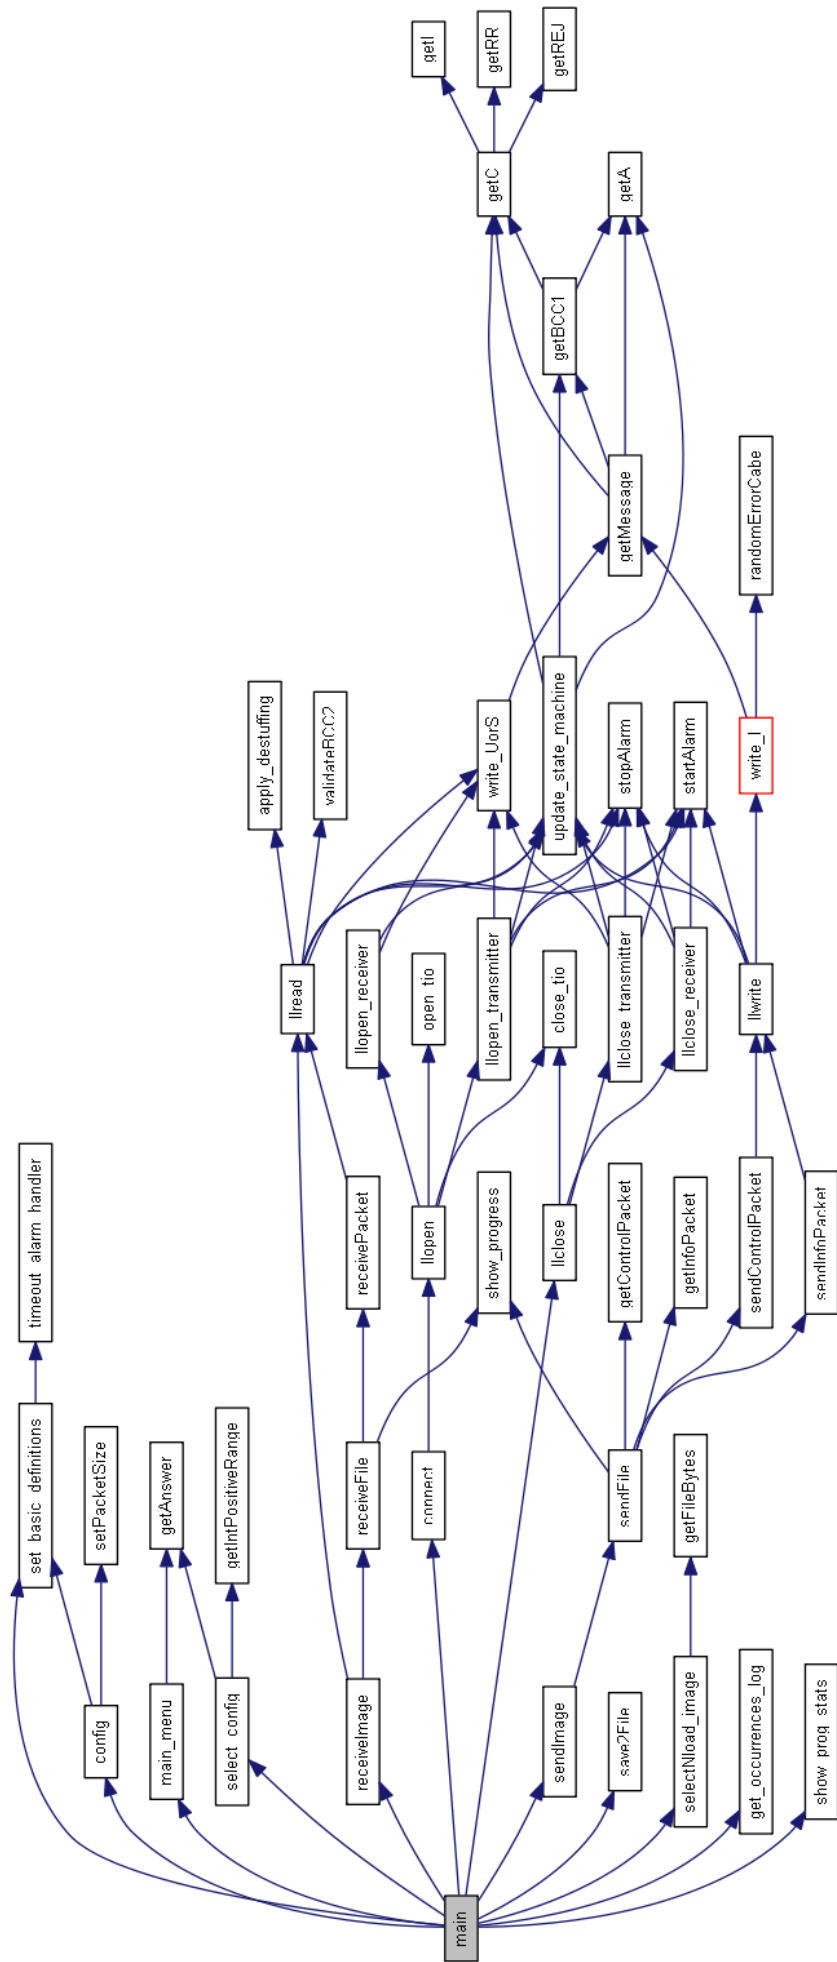 main
set_basic_definitions
config
main_menu
select_config
receiveImage
sendImage
save2File
selectNload_image
get_occurrences_log
show_prog_stats
timeout_alarm_handler
setPacketSize
getAnswer
getIntPositiveRange
receiveFile
connect
sendFile
getFileBytes
receivePacket
llopen
show_progress
llclose
getControlPacket
getInfoPacket
sendControlPacket
sendInfoPacket
llread
llopen_receiver
open_tio
llopen_transmitter
close_tio
llclose_transmitter
llclose_receiver
llwrite
apply_destuffing
validateBCC2
write_UorS
update_state_machine
stopAlarm
startAlarm
write_I
getMessage
randomErrorCabe
getBCC1
getC
getA
getI
getRR
getREJ